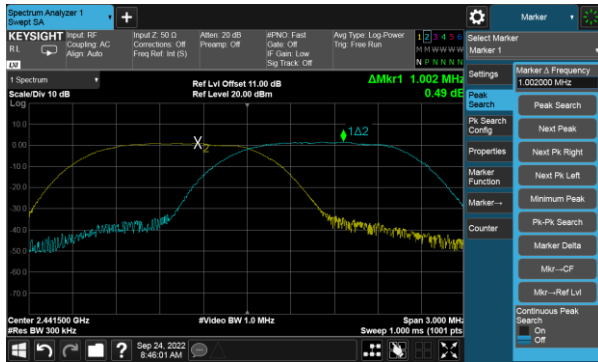 Spectrum Analyzer 1
Swept SA
+
Marker
KEYSIGHT Input: RF
RL Coupling: AC
Align: Auto
Input Z: 50 Ω
Corrections: Off
Freq Ref: Int (S)
Atten: 20 dB
Preamp: Off
#PNO: Fast
Gate: Off
IF Gain: Low
Sig Track: Off
Avg Type: Log-Power
Trig: Free Run
1 2 3 4 5 6
M M W W W W
N P N N N N
Select Marker
Marker 1
1 Spectrum
Scale/Div 10 dB
Log
Ref Lvl Offset 11.00 dB
Ref Level 20.00 dBm
ΔMkr1 1.002 MHz
0.49 dB
10.0
0.00
-10.0
-20.0
-30.0
-40.0
-50.0
-60.0
-70.0
X2
1Δ2
Center 2.441500 GHz
#Res BW 300 kHz
#Video BW 1.0 MHz
Span 3.000 MHz
Sweep 1.000 ms (1001 pts
Settings
Peak
Search
Pk Search
Config
Properties
Marker
Function
Marker→
Counter
Marker Δ Frequency
1.002000 MHz
Peak Search
Next Peak
Next Pk Right
Next Pk Left
Minimum Peak
Pk-Pk Search
Marker Delta
Mkr→CF
Mkr→Ref Lvl
Continuous Peak
Search
On
Off
?
Sep 24, 2022
8:46:01 AM